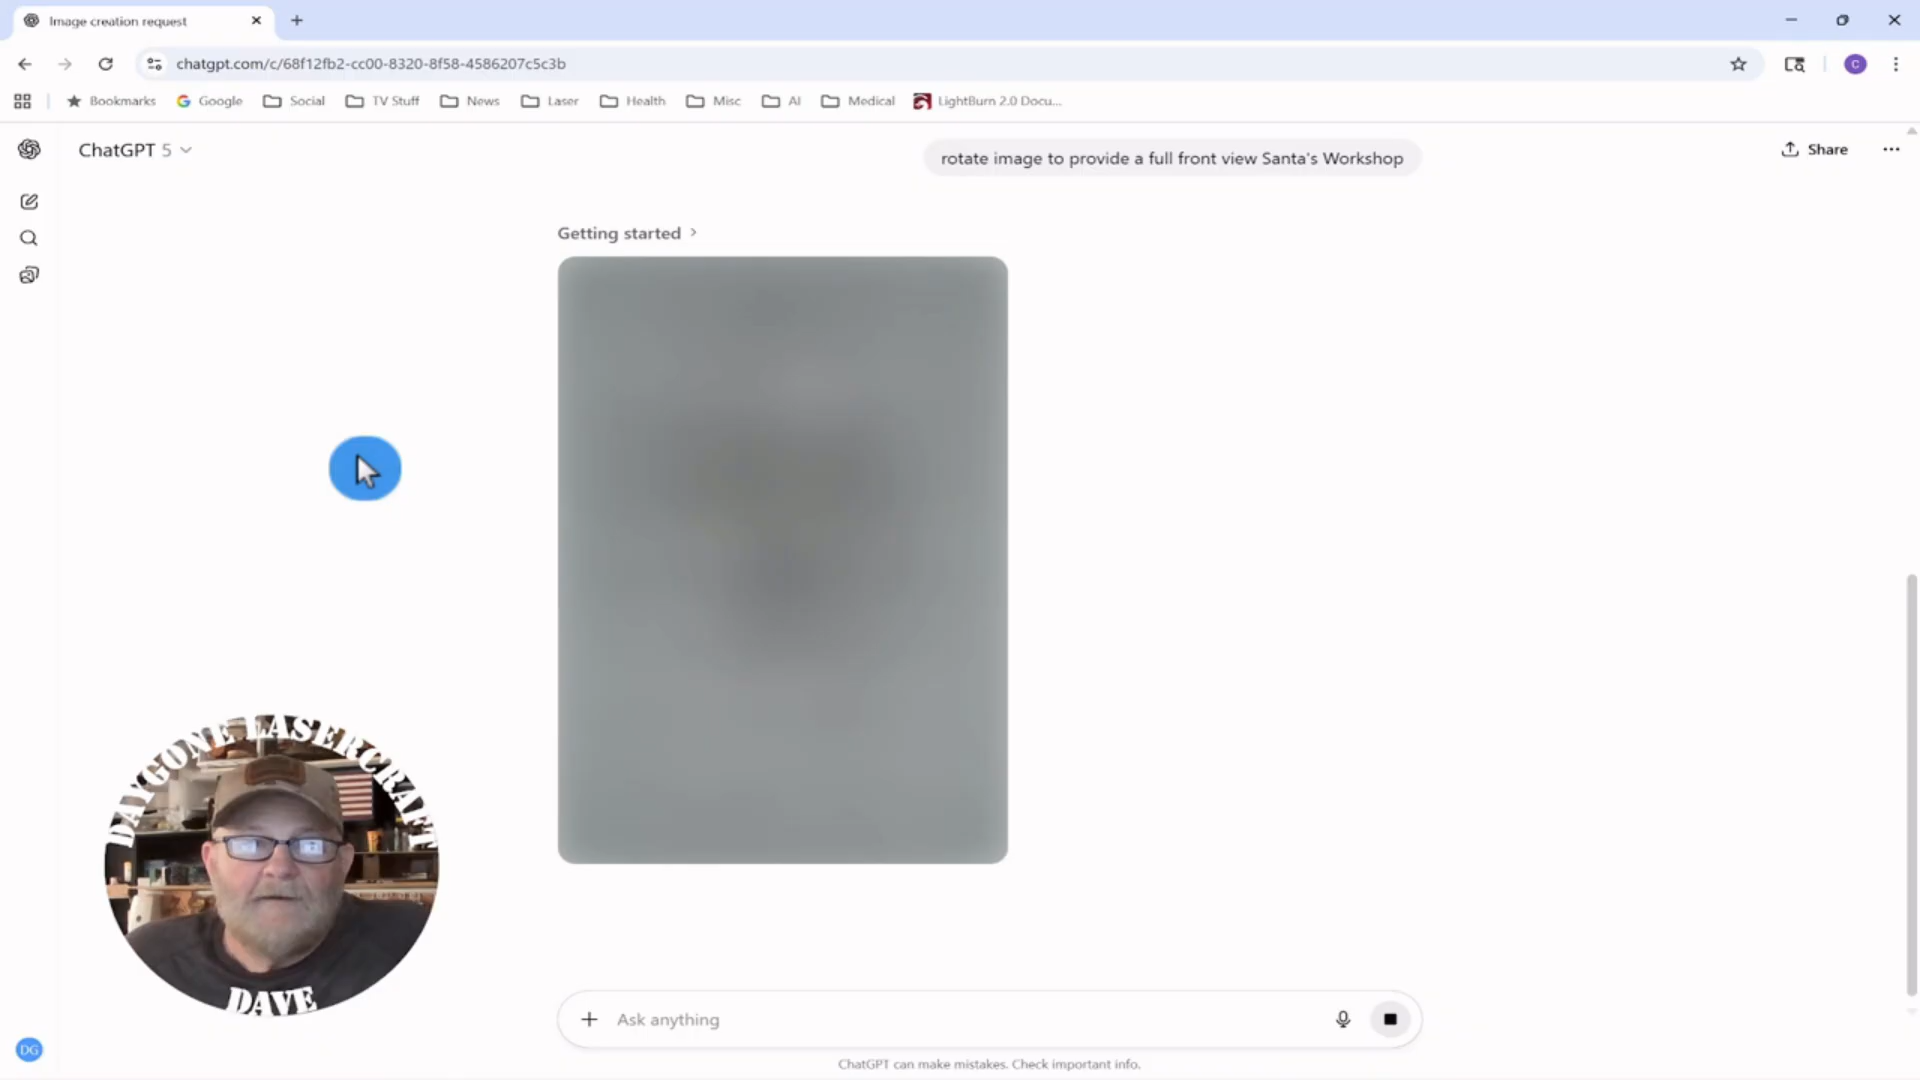 Image creation request
chatgpt.com/c/68f12fb2-cc00-8320-8f58-4586207c5c3b
C
Bookmarks
Google
Social
TV Stuff
News
Laser
Health
Misc
AI
Medical
LightBurn 2.0 Docu...
ChatGPT 5
rotate image to provide a full front view Santa's Workshop
Share
Getting started
DAYGONE LASERCRAFT
DAVE
Ask anything
DG
ChatGPT can make mistakes. Check important info.